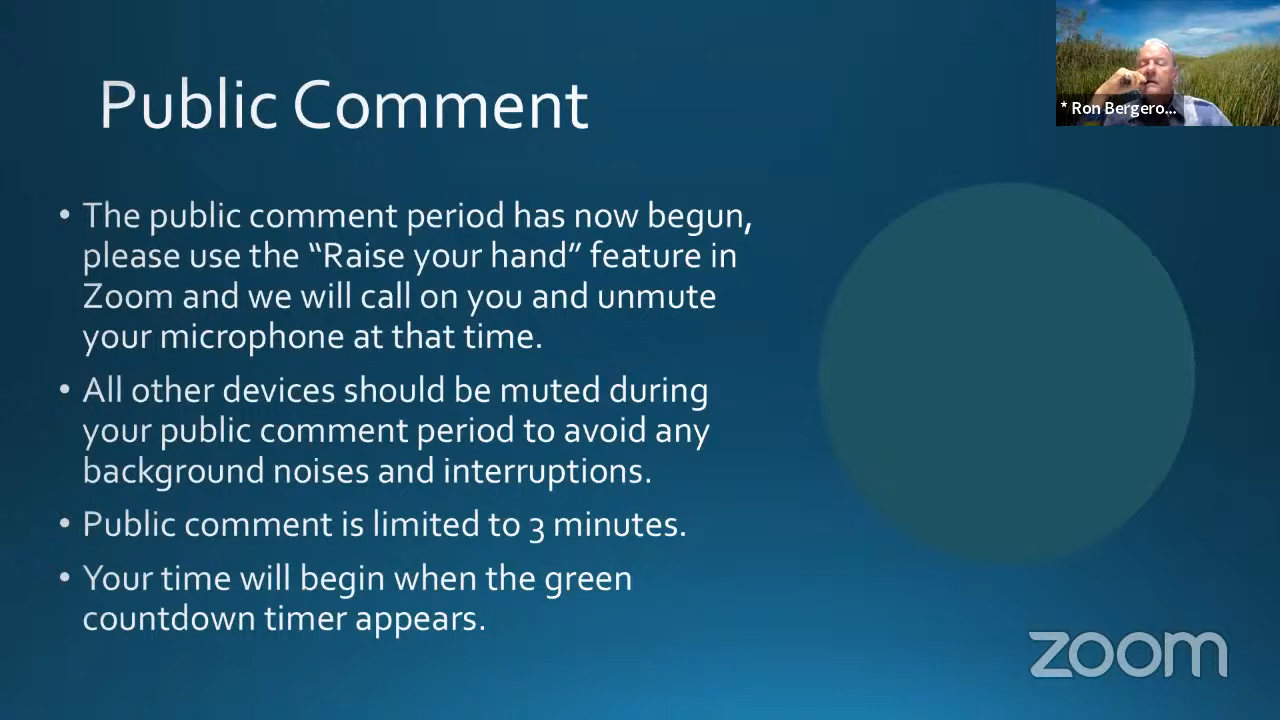 Public Comment
* Ron Bergero...
• The public comment period has now begun,
please use the “Raise your hand” feature in
Zoom and we will call on you and unmute
your microphone at that time.
• All other devices should be muted during
your public comment period to avoid any
background noises and interruptions.
• Public comment is limited to 3 minutes.
• Your time will begin when the green
countdown timer appears.
zoom